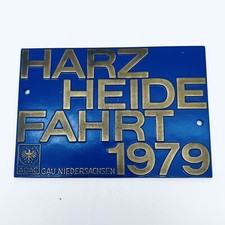 HARZ
HEIDE
FAHRT
1979
ADAC GAU NIEDERSACHSEN